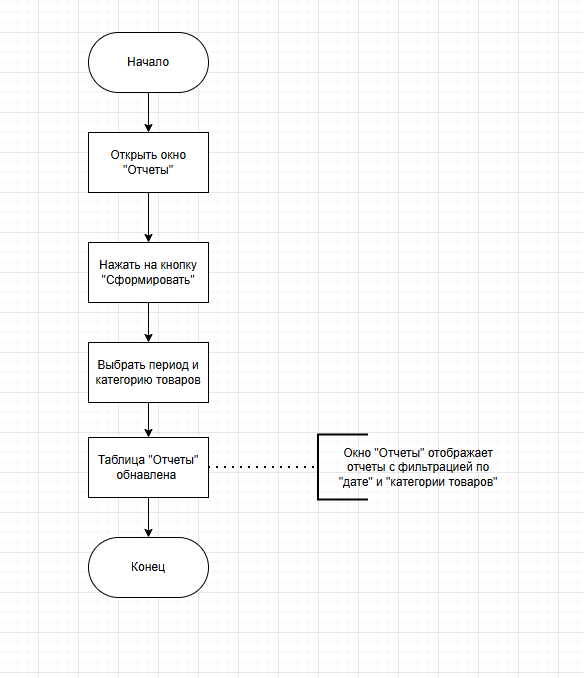 Начало
Открыть окно
"Отчеты"
Нажать на кнопку
"Сформировать"
Выбрать период и
категорию товаров
Таблица "Отчеты"
обнавлена
Окно "Отчеты" отображает
отчеты с фильтрацией по
"дате" и "категории товаров"
Конец